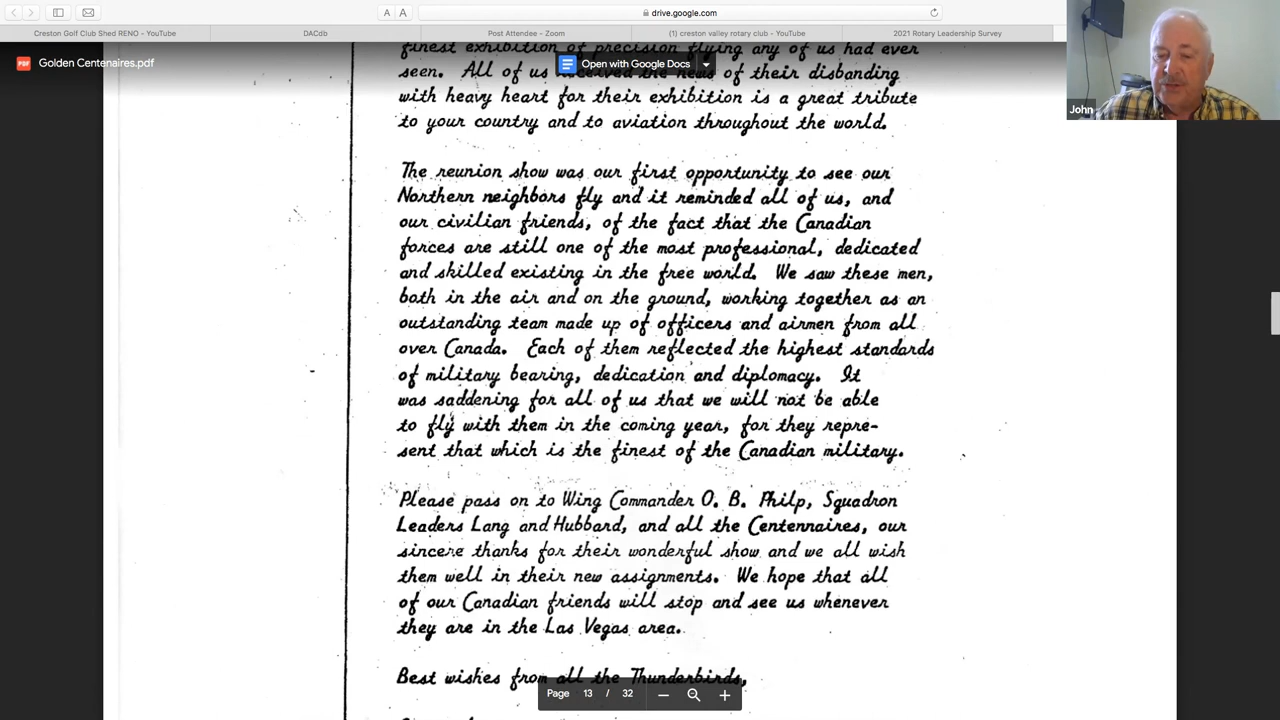 drive.google.com
Creston Golf Club Shed RENO - YouTube
DACdb
Post Attendee - Zoom
(1) creston valley rotary club - YouTube
2021 Rotary Leadership Survey
PDF
Golden Centenaires.pdf
Open with Google Docs
John
finest exhibition of precision flying any of us had ever
seen. All of us received the news of their disbanding
with heavy heart for their exhibition is a great tribute
to your country and to aviation throughout the world.
The reunion show was our first opportunity to see our
Northern neighbors fly and it reminded all of us, and
our civilian friends, of the fact that the Canadian
forces are still one of the most professional, dedicated
and skilled existing in the free world. We saw these men,
both in the air and on the ground, working together as an
outstanding team made up of officers and airmen from all
over Canada. Each of them reflected the highest standards
of military bearing, dedication and diplomacy. It
was saddening for all of us that we will not be able
to fly with them in the coming year, for they repre-
sent that which is the finest of the Canadian military.
Please pass on to Wing Commander O. B. Philp, Squadron
Leaders Lang and Hubbard, and all the Centennaires, our
sincere thanks for their wonderful show and we all wish
them well in their new assignments. We hope that all
of our Canadian friends will stop and see us whenever
they are in the Las Vegas area.
Best wishes from all the Thunderbirds,
Page 13 / 32